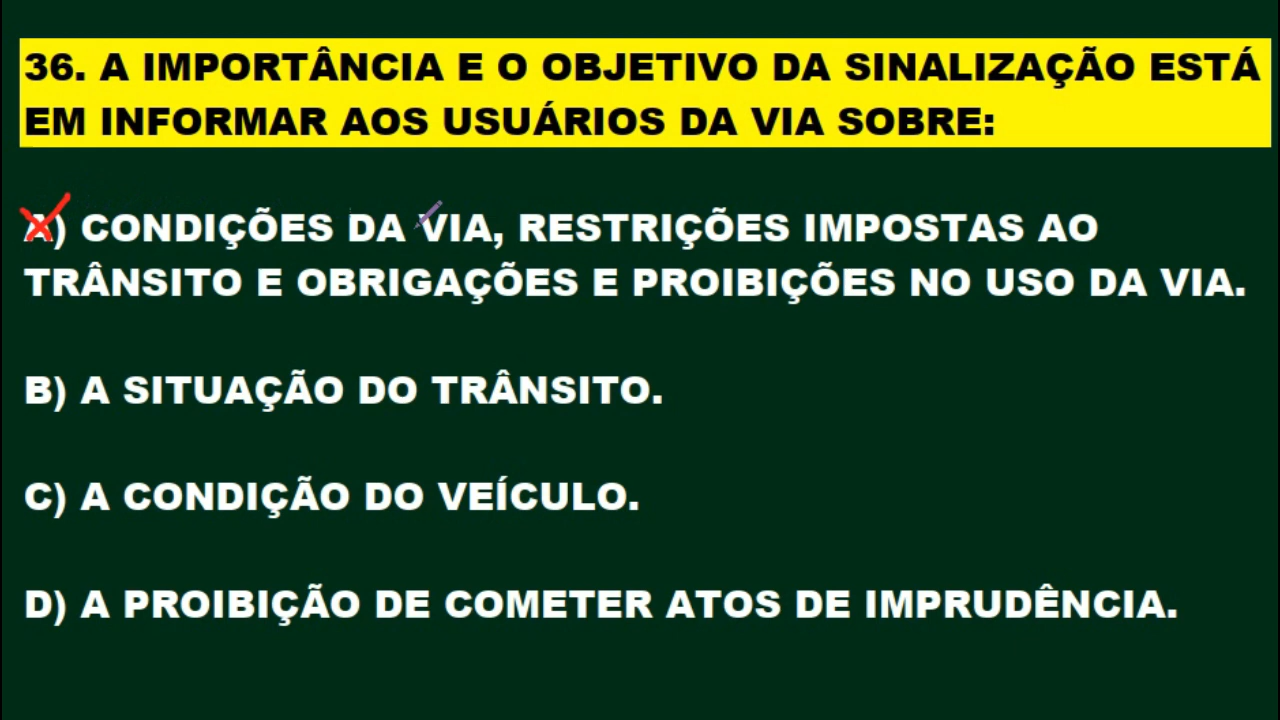 36. A IMPORTÂNCIA E O OBJETIVO DA SINALIZAÇÃO ESTÁ
EM INFORMAR AOS USUÁRIOS DA VIA SOBRE:
A) CONDIÇÕES DA VIA, RESTRIÇÕES IMPOSTAS AO
TRÂNSITO E OBRIGAÇÕES E PROIBIÇÕES NO USO DA VIA.
B) A SITUAÇÃO DO TRÂNSITO.
C) A CONDIÇÃO DO VEÍCULO.
D) A PROIBIÇÃO DE COMETER ATOS DE IMPRUDÊNCIA.